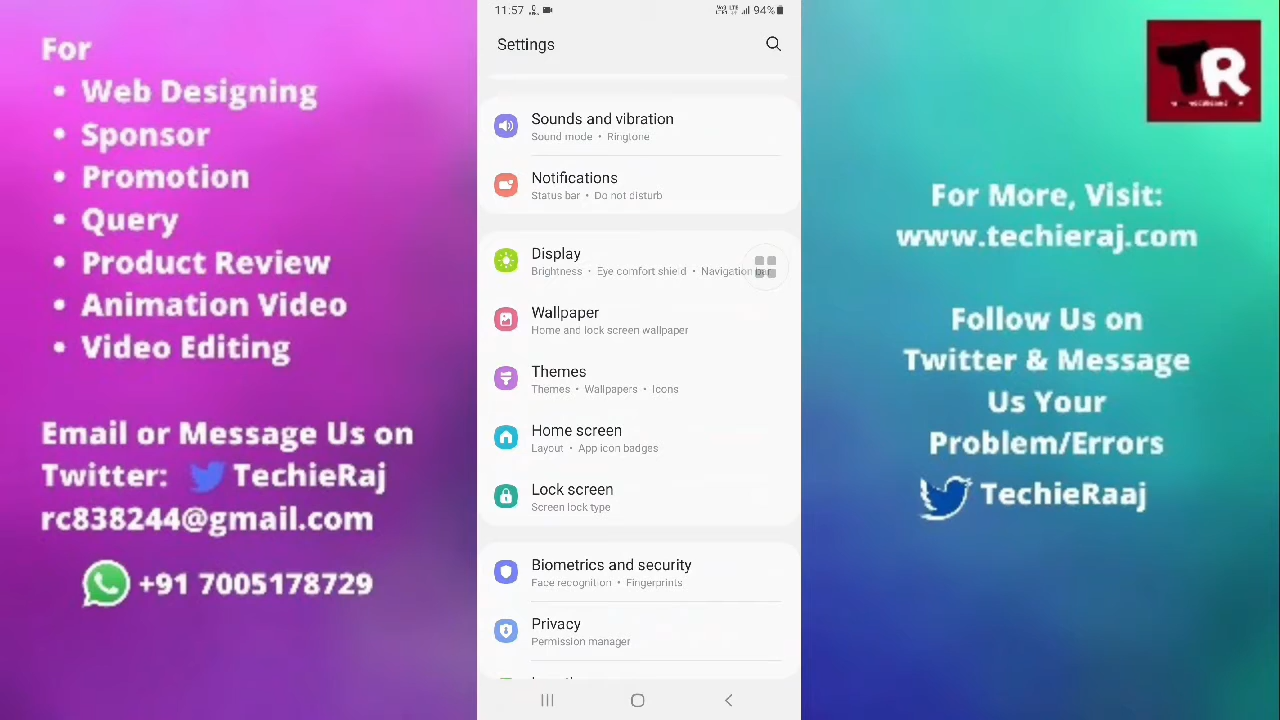 For
• Web Designing
• Sponsor
• Promotion
• Query
• Product Review
• Animation Video
• Video Editing
Email or Message Us on
Twitter: TechieRaj
rc838244@gmail.com
+91 7005178729
11:57
94%
Settings
Sounds and vibration
Sound mode • Ringtone
Notifications
Status bar • Do not disturb
Display
Brightness • Eye comfort shield • Navigation bar
Wallpaper
Home and lock screen wallpaper
Themes
Themes • Wallpapers • Icons
Home screen
Layout • App icon badges
Lock screen
Screen lock type
Biometrics and security
Face recognition • Fingerprints
Privacy
Permission manager
TR
For More, Visit:
www.techieraj.com
Follow Us on
Twitter & Message
Us Your
Problem/Errors
TechieRaaj